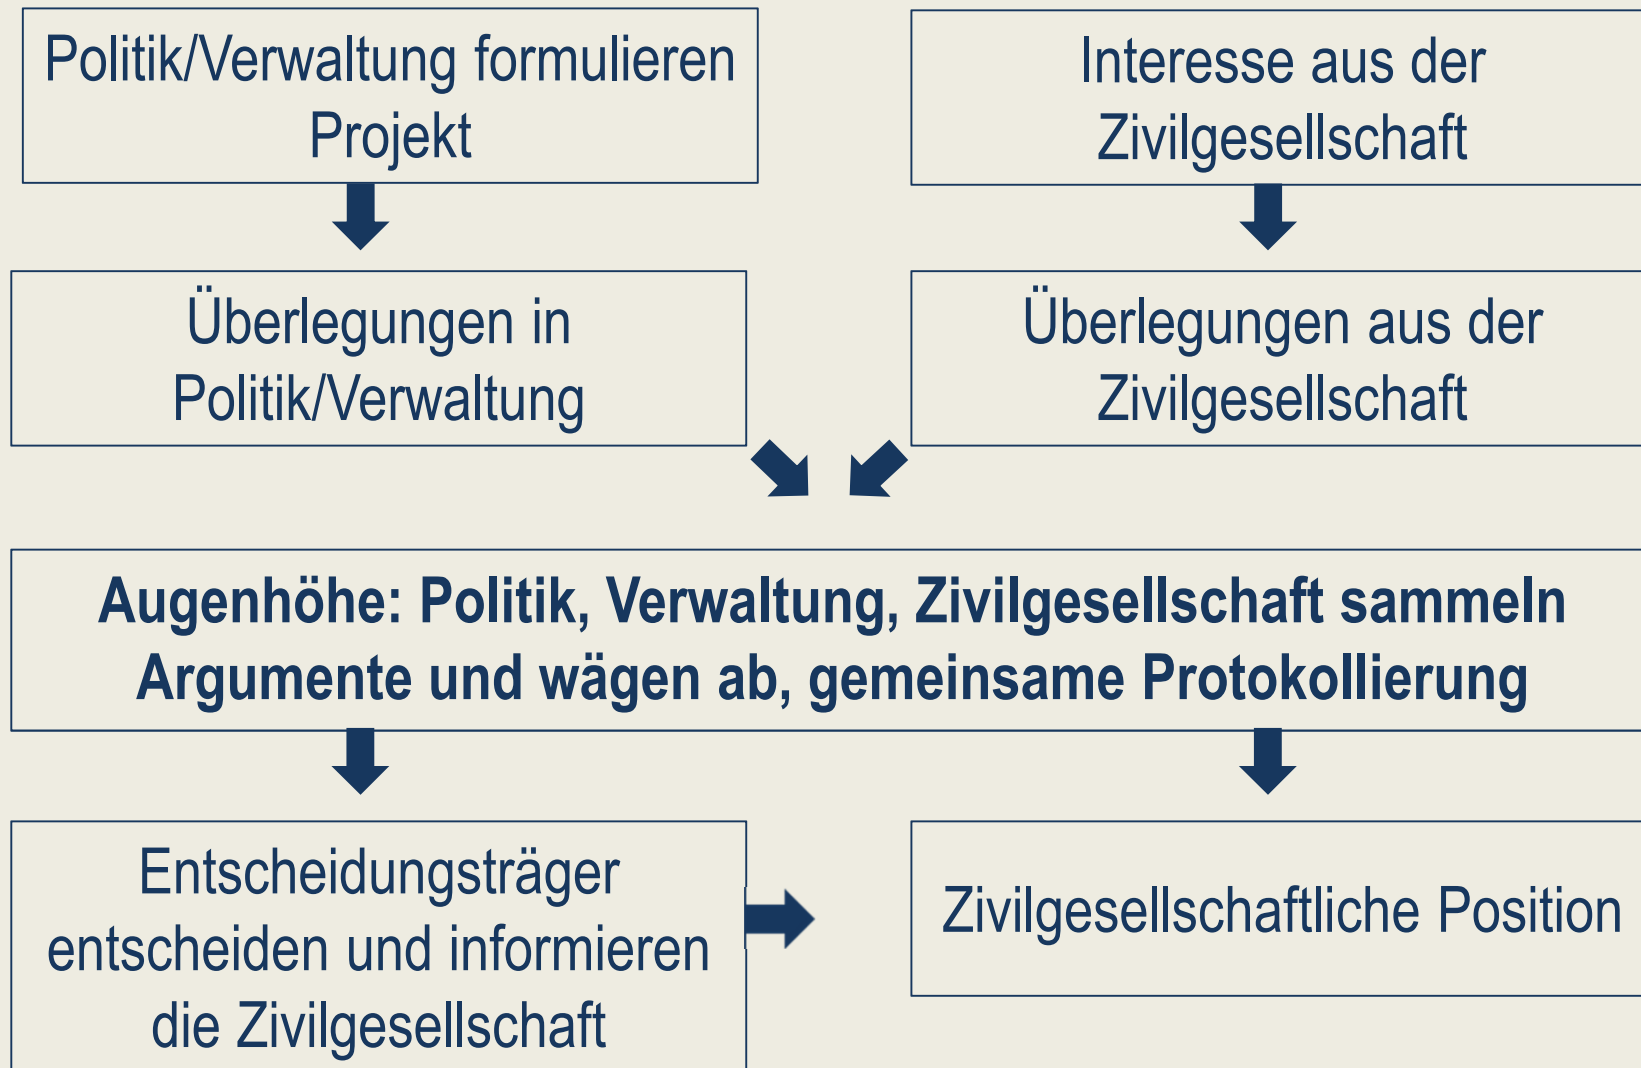 Politik/Verwaltung formulieren
Projekt
Interesse aus der
Zivilgesellschaft
Überlegungen in
Politik/Verwaltung
Überlegungen aus der
Zivilgesellschaft
Augenhöhe: Politik, Verwaltung, Zivilgesellschaft sammeln
Argumente und wägen ab, gemeinsame Protokollierung
Entscheidungsträger
entscheiden und informieren
die Zivilgesellschaft
Zivilgesellschaftliche Position